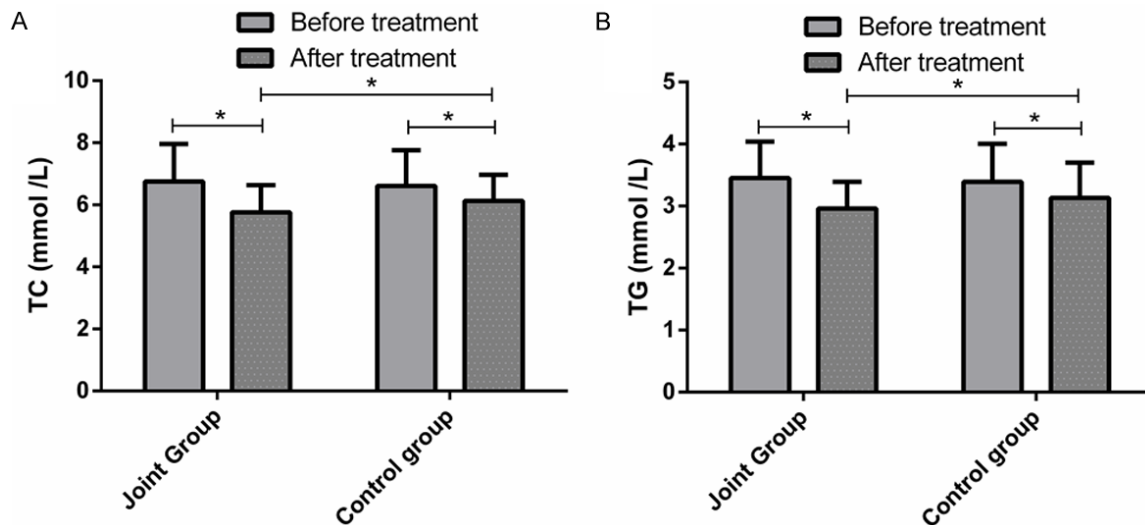 A
Before treatment
After treatment
TC (mmol /L)
10
8
6
4
2
0
*
*
*
Joint Group
Control group
B
Before treatment
After treatment
TG (mmol /L)
5
4
3
2
1
0
*
*
*
Joint Group
Control group